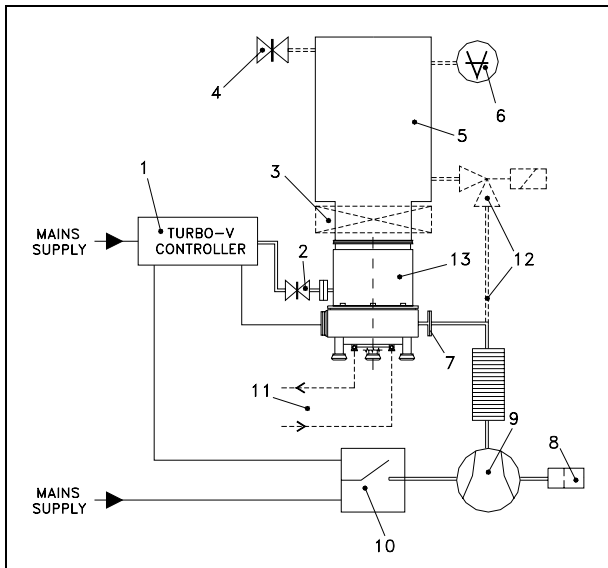 4
6
5
1
3
MAINS
SUPPLY
TURBO-V
CONTROLLER
2
13
12
7
11
9
8
MAINS
SUPPLY
10